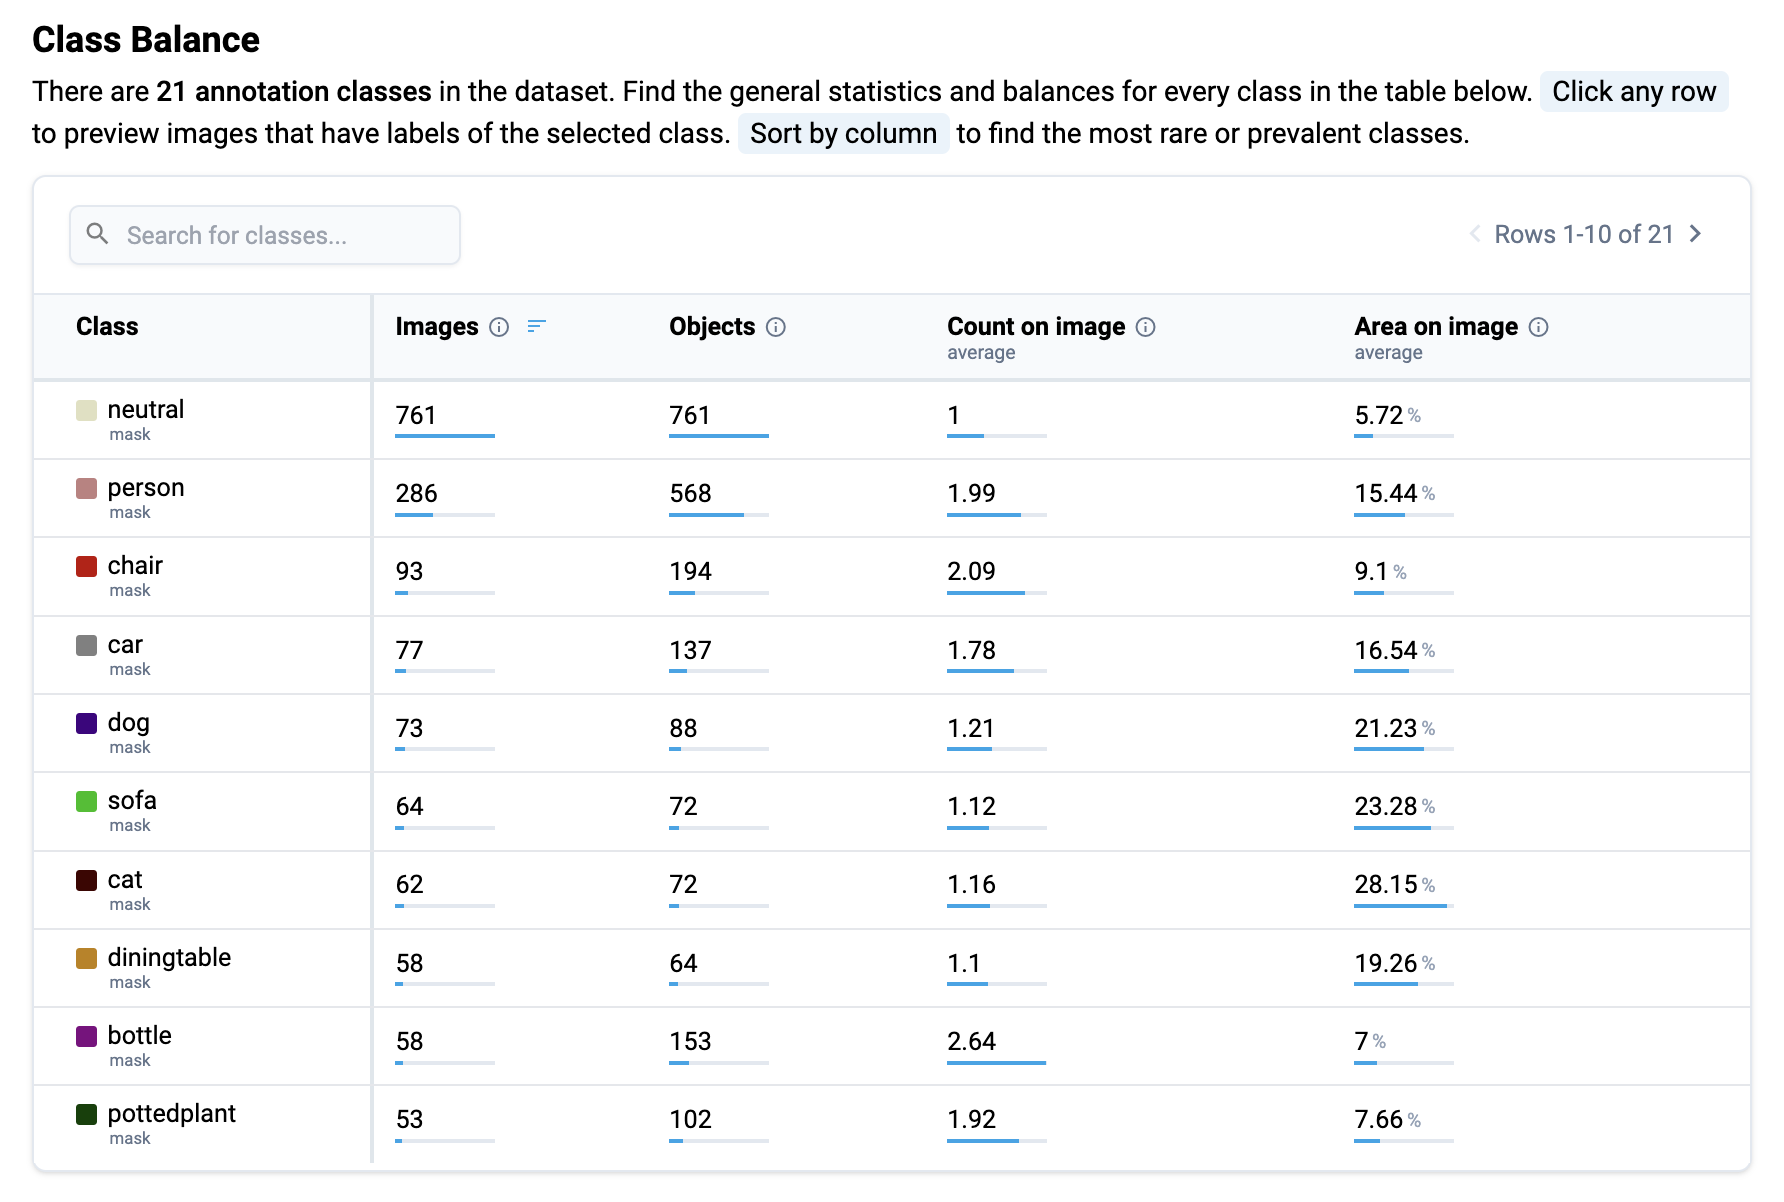 Class Balance
There are 21 annotation classes in the dataset. Find the general statistics and balances for every class in the table below. Click any row
to preview images that have labels of the selected class. Sort by column to find the most rare or prevalent classes.
Search for classes...
Rows 1-10 of 21
Class Images Objects Count on image Area on image
average average
neutral 761 761 1 5.72 %
mask
person 286 568 1.99 15.44 %
mask
chair 93 194 2.09 9.1 %
mask
car 77 137 1.78 16.54 %
mask
dog 73 88 1.21 21.23 %
mask
sofa 64 72 1.12 23.28 %
mask
cat 62 72 1.16 28.15 %
mask
diningtable 58 64 1.1 19.26 %
mask
bottle 58 153 2.64 7 %
mask
pottedplant 53 102 1.92 7.66 %
mask